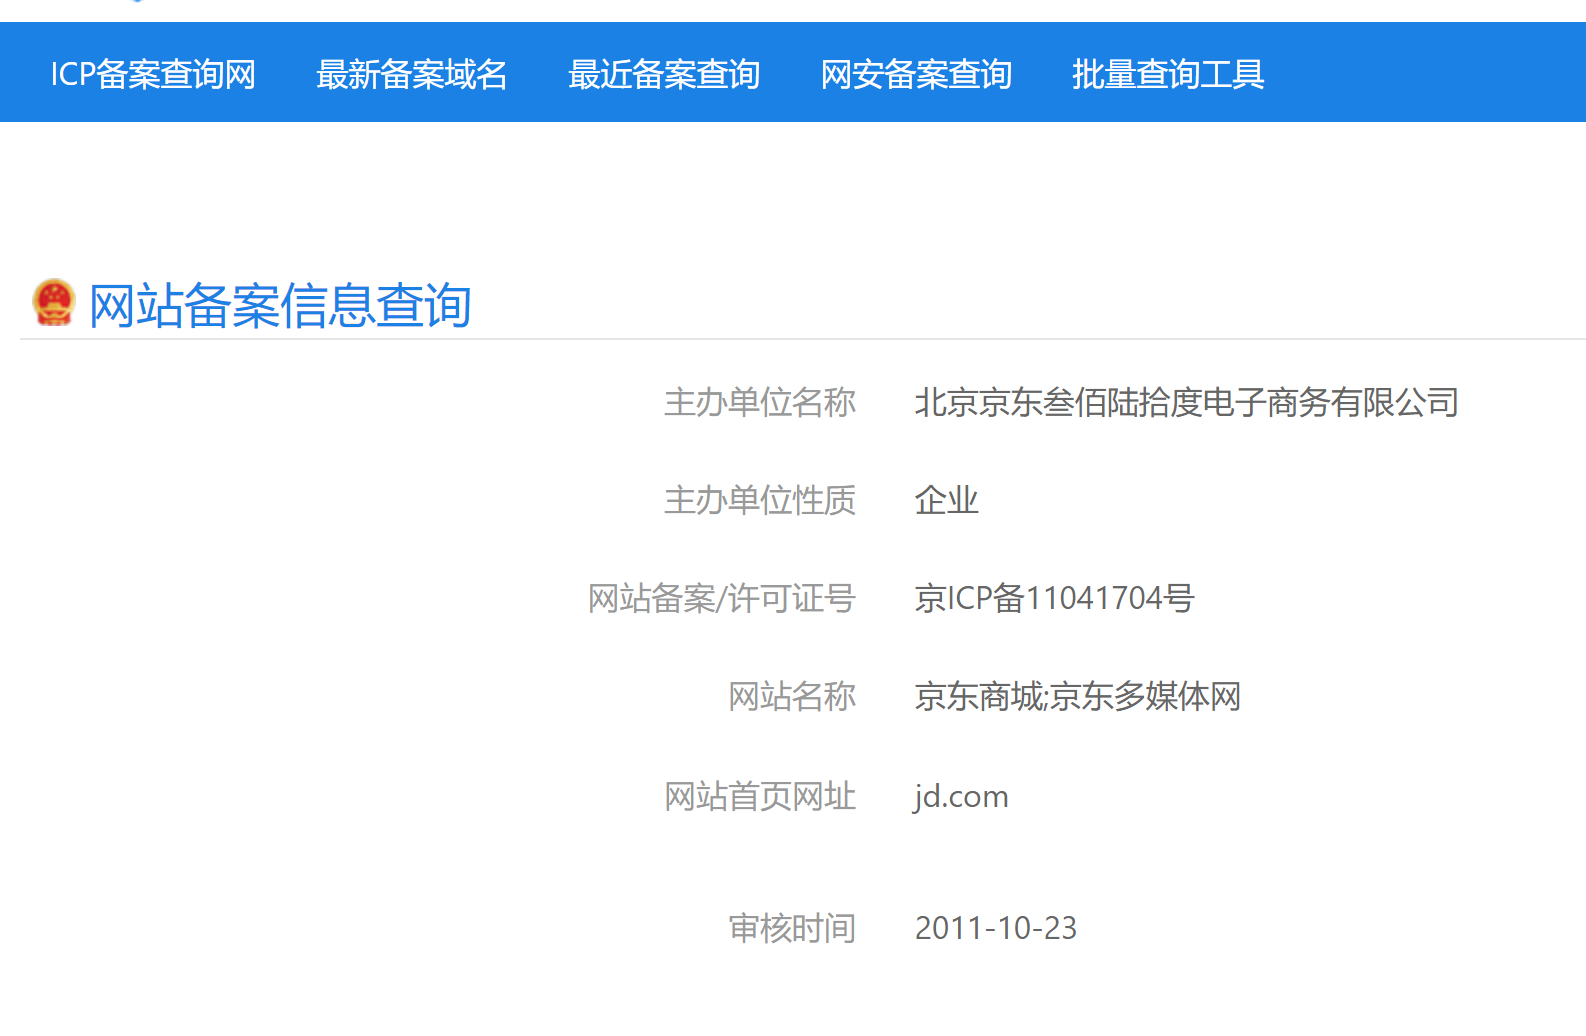 ICP备案查询网 最新备案域名 最近备案查询 网安备案查询 批量查询工具
网站备案信息查询
主办单位名称 北京京东叁佰陆拾度电子商务有限公司
主办单位性质 企业
网站备案/许可证号 京ICP备11041704号
网站名称 京东商城;京东多媒体网
网站首页网址 jd.com
审核时间 2011-10-23